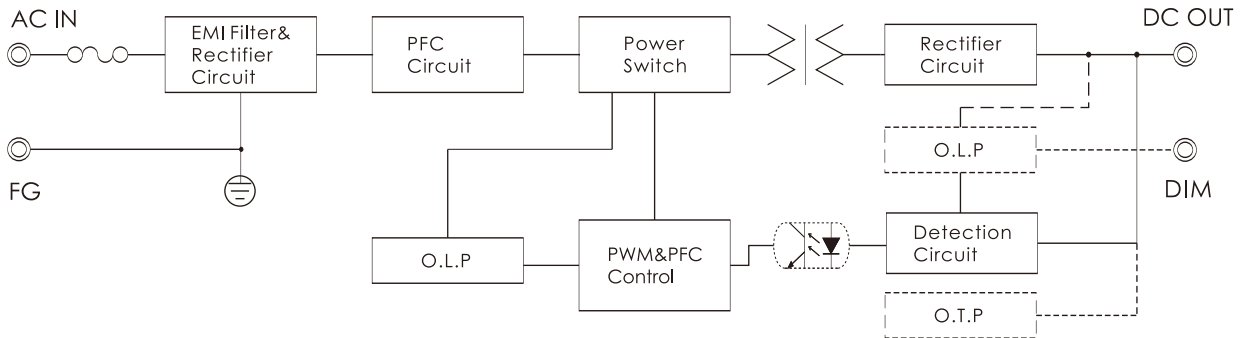 AC IN
EMI Filter&
Rectifier
Circuit
PFC
Circuit
Power
Switch
Rectifier
Circuit
DC OUT
FG
O.L.P
DIM
O.L.P
PWM&PFC
Control
Detection
Circuit
O.T.P